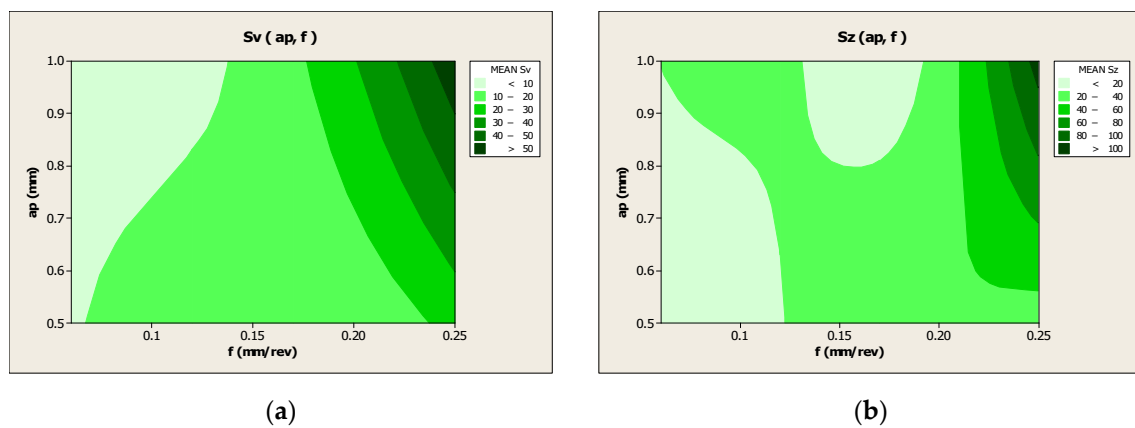 Sv ( ap, f )
1.0
0.9
0.8
0.7
0.6
0.5
ap (mm)
0.1
0.15
0.20
0.25
f (mm/rev)
MEAN Sv
< 10
10 – 20
20 – 30
30 – 40
40 – 50
> 50
(a)
Sz (ap, f)
1.0
0.9
0.8
0.7
0.6
0.5
ap (mm)
0.1
0.15
0.20
0.25
f (mm/rev)
MEAN Sz
< 20
20 – 40
40 – 60
60 – 80
80 – 100
> 100
(b)